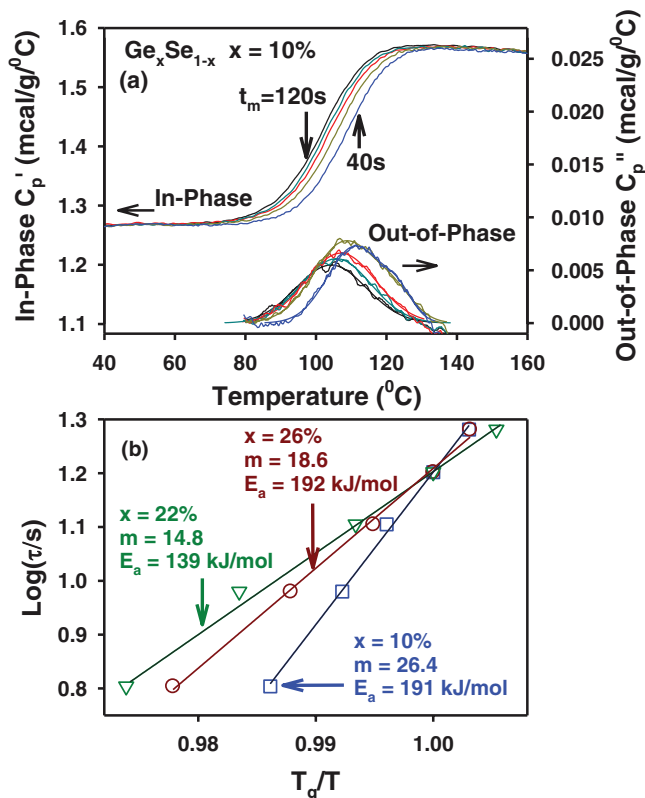 1.6
1.5
1.4
1.3
1.2
1.1
In-Phase Cp' (mcal/g/⁰C)
GeₓSe₁₋ₓ x = 10%
(a)
tₘ=120s
40s
In-Phase
Out-of-Phase
0.025
0.020
0.015
0.010
0.005
0.000
Out-of-Phase Cp" (mcal/g/⁰C)
40 60 80 100 120 140 160
Temperature (⁰C)
1.3
1.2
1.1
1.0
0.9
0.8
Log(τ/s)
(b)
x = 26%
m = 18.6
Eₐ = 192 kJ/mol
x = 22%
m = 14.8
Eₐ = 139 kJ/mol
x = 10%
m = 26.4
Eₐ = 191 kJ/mol
0.98 0.99 1.00
T_g/T